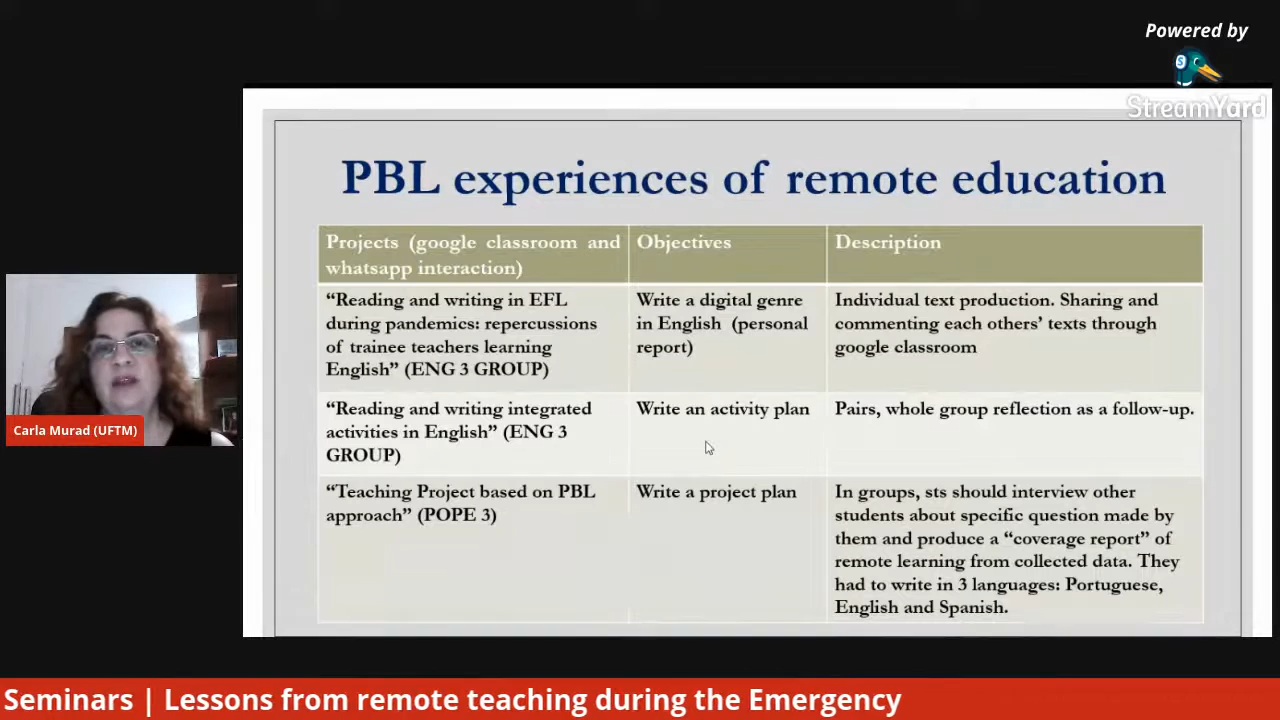 Powered by
StreamYard
PBL experiences of remote education
Projects (google classroom and
whatsapp interaction)
Objectives
Description
“Reading and writing in EFL
during pandemics: repercussions
of trainee teachers learning
English” (ENG 3 GROUP)
Write a digital genre
in English (personal
report)
Individual text production. Sharing and
commenting each others’ texts through
google classroom
“Reading and writing integrated
activities in English” (ENG 3
GROUP)
Write an activity plan
Pairs, whole group reflection as a follow-up.
“Teaching Project based on PBL
approach” (POPE 3)
Write a project plan
In groups, sts should interview other
students about specific question made by
them and produce a “coverage report” of
remote learning from collected data. They
had to write in 3 languages: Portuguese,
English and Spanish.
Carla Murad (UFTM)
Seminars | Lessons from remote teaching during the Emergency